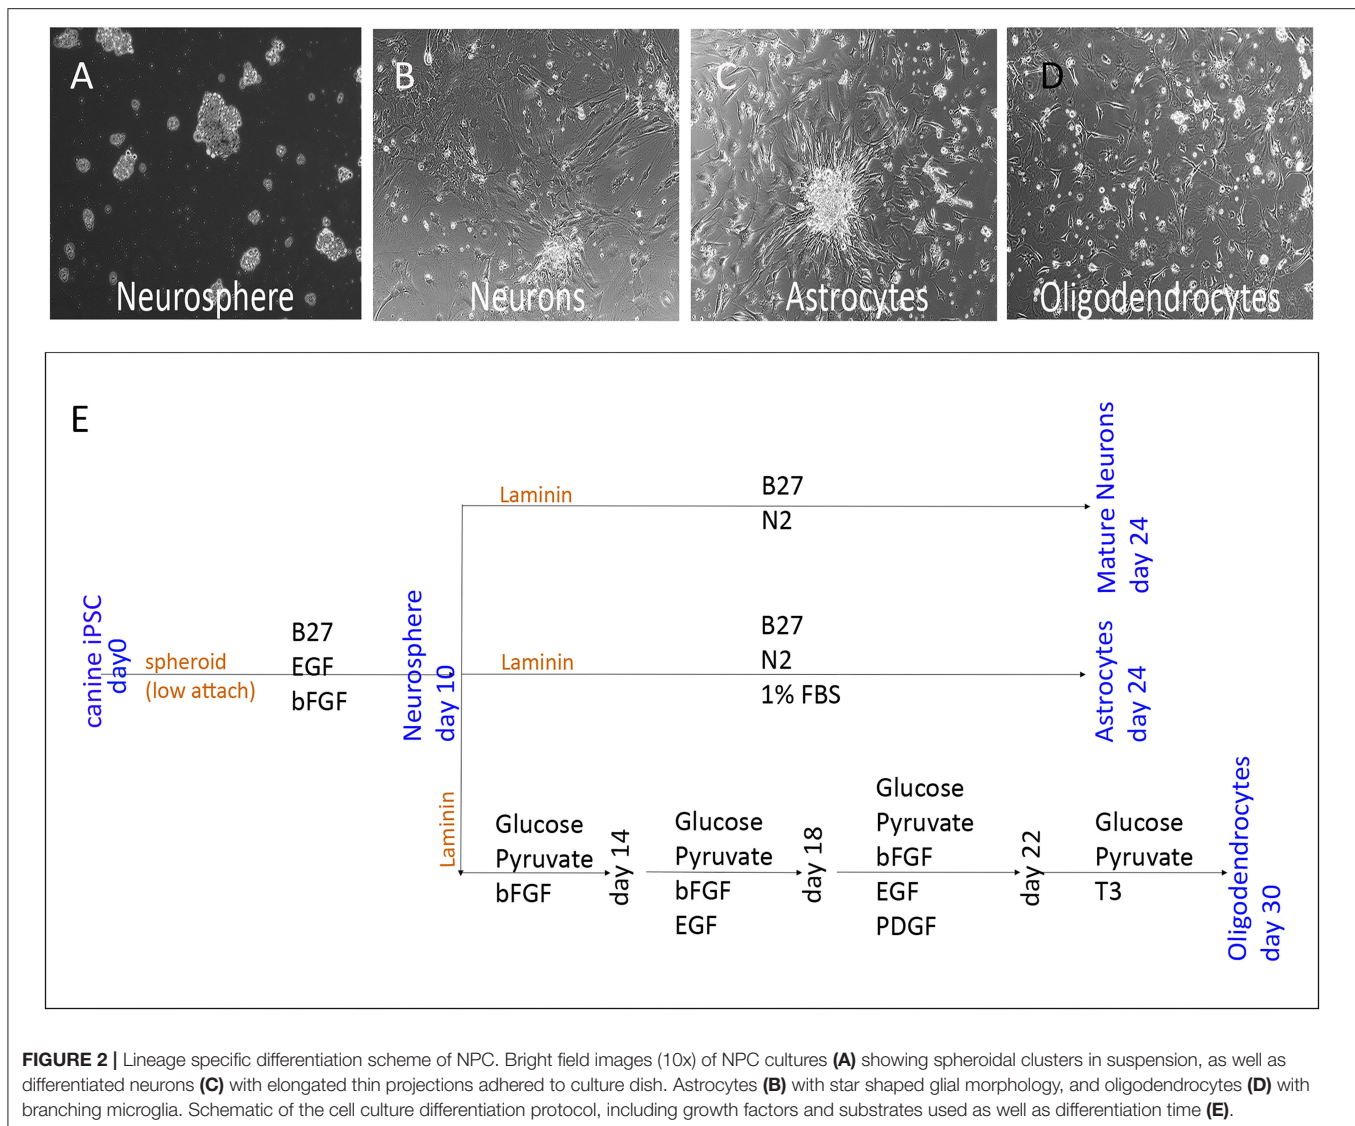 A
B
C
D
Neurosphere
Neurons
Astrocytes
Oligodendrocytes
E
canine iPSC
day0
spheroid
(low attach)
B27
EGF
bFGF
Neurosphere
day 10
Laminin
B27
N2
Mature Neurons
day 24
Laminin
B27
N2
1% FBS
Astrocytes
day 24
Laminin
Glucose
Pyruvate
bFGF
day 14
Glucose
Pyruvate
bFGF
EGF
day 18
Glucose
Pyruvate
bFGF
EGF
PDGF
day 22
Glucose
Pyruvate
T3
Oligodendrocytes
day 30
FIGURE 2 | Lineage specific differentiation scheme of NPC. Bright field images (10x) of NPC cultures (A) showing spheroidal clusters in suspension, as well as
differentiated neurons (C) with elongated thin projections adhered to culture dish. Astrocytes (B) with star shaped glial morphology, and oligodendrocytes (D) with
branching microglia. Schematic of the cell culture differentiation protocol, including growth factors and substrates used as well as differentiation time (E).